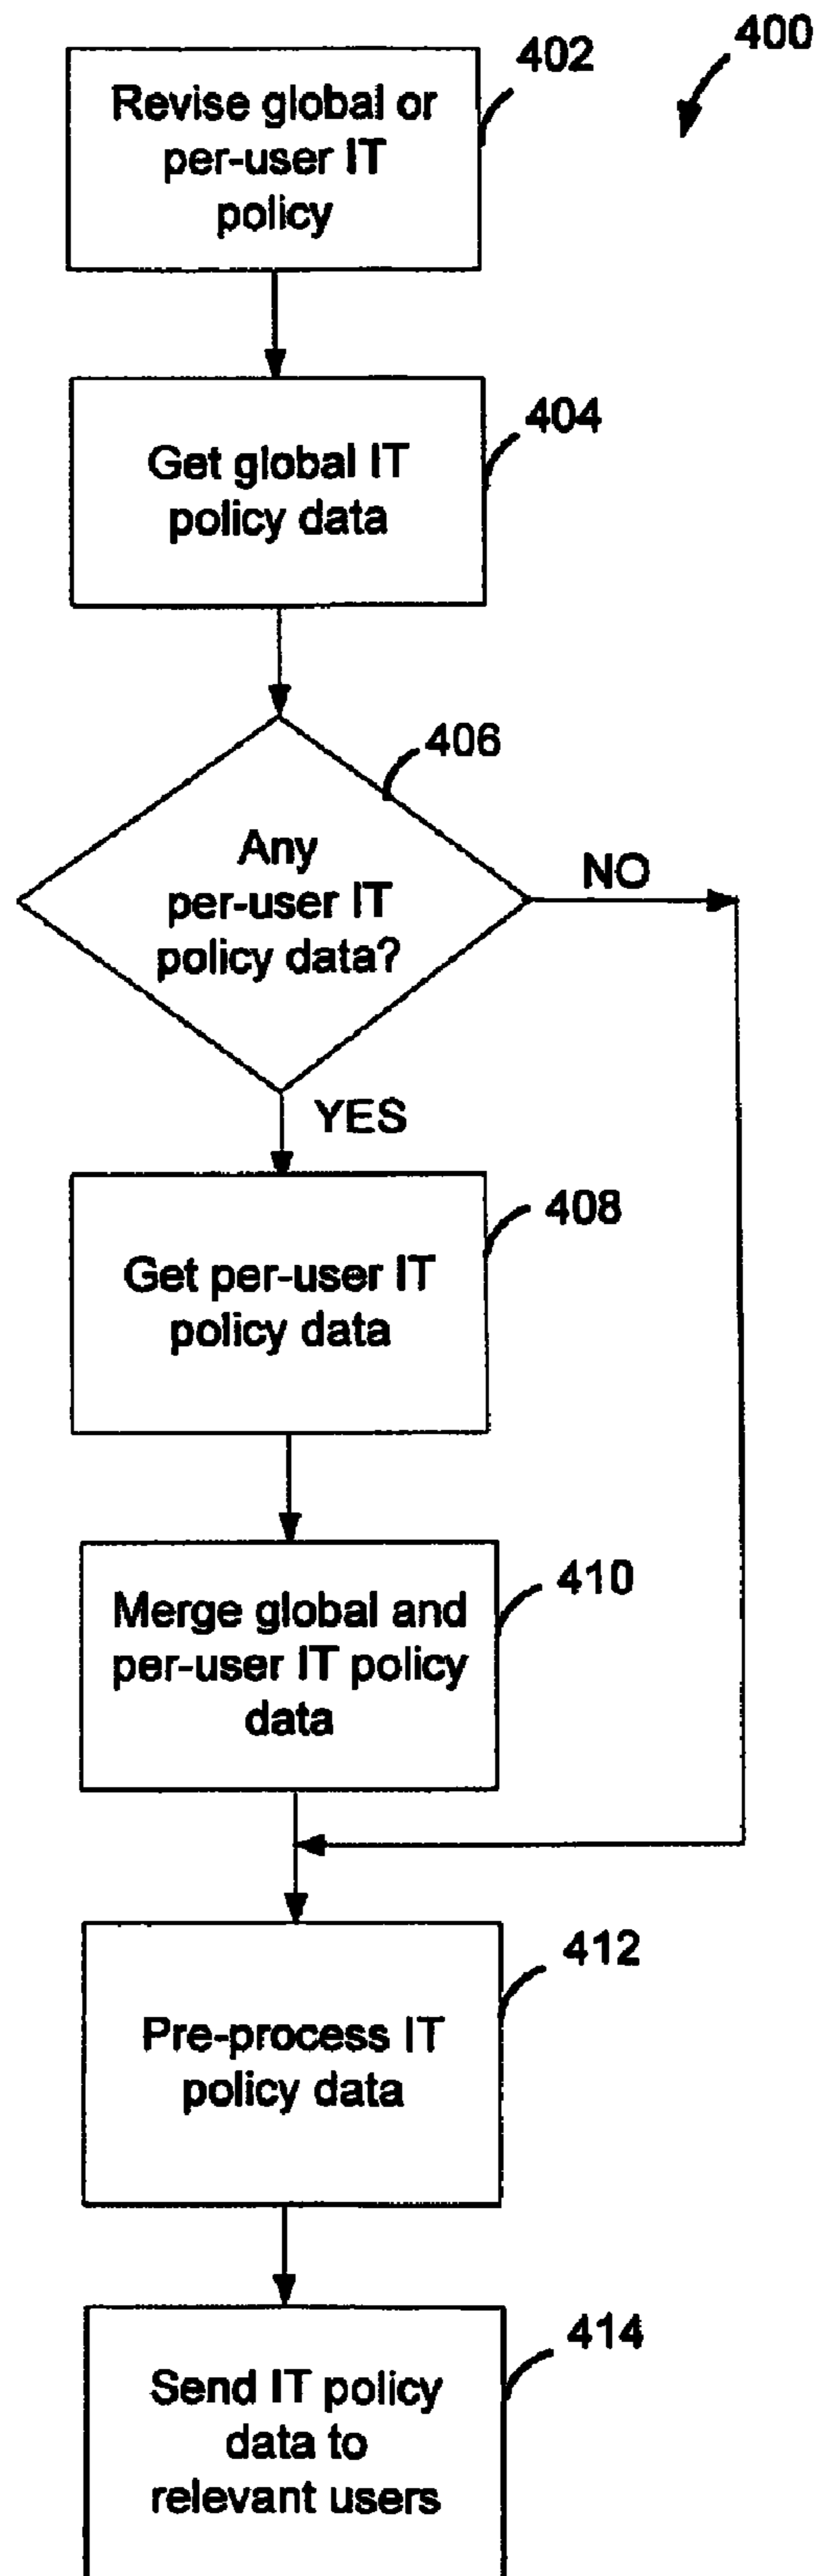 400
402
Revise global or
per-user IT
policy
404
Get global IT
policy data
406
Any
per-user IT
policy data?
NO
YES
408
Get per-user IT
policy data
410
Merge global and
per-user IT policy
data
412
Pre-process IT
policy data
414
Send IT policy
data to
relevant users